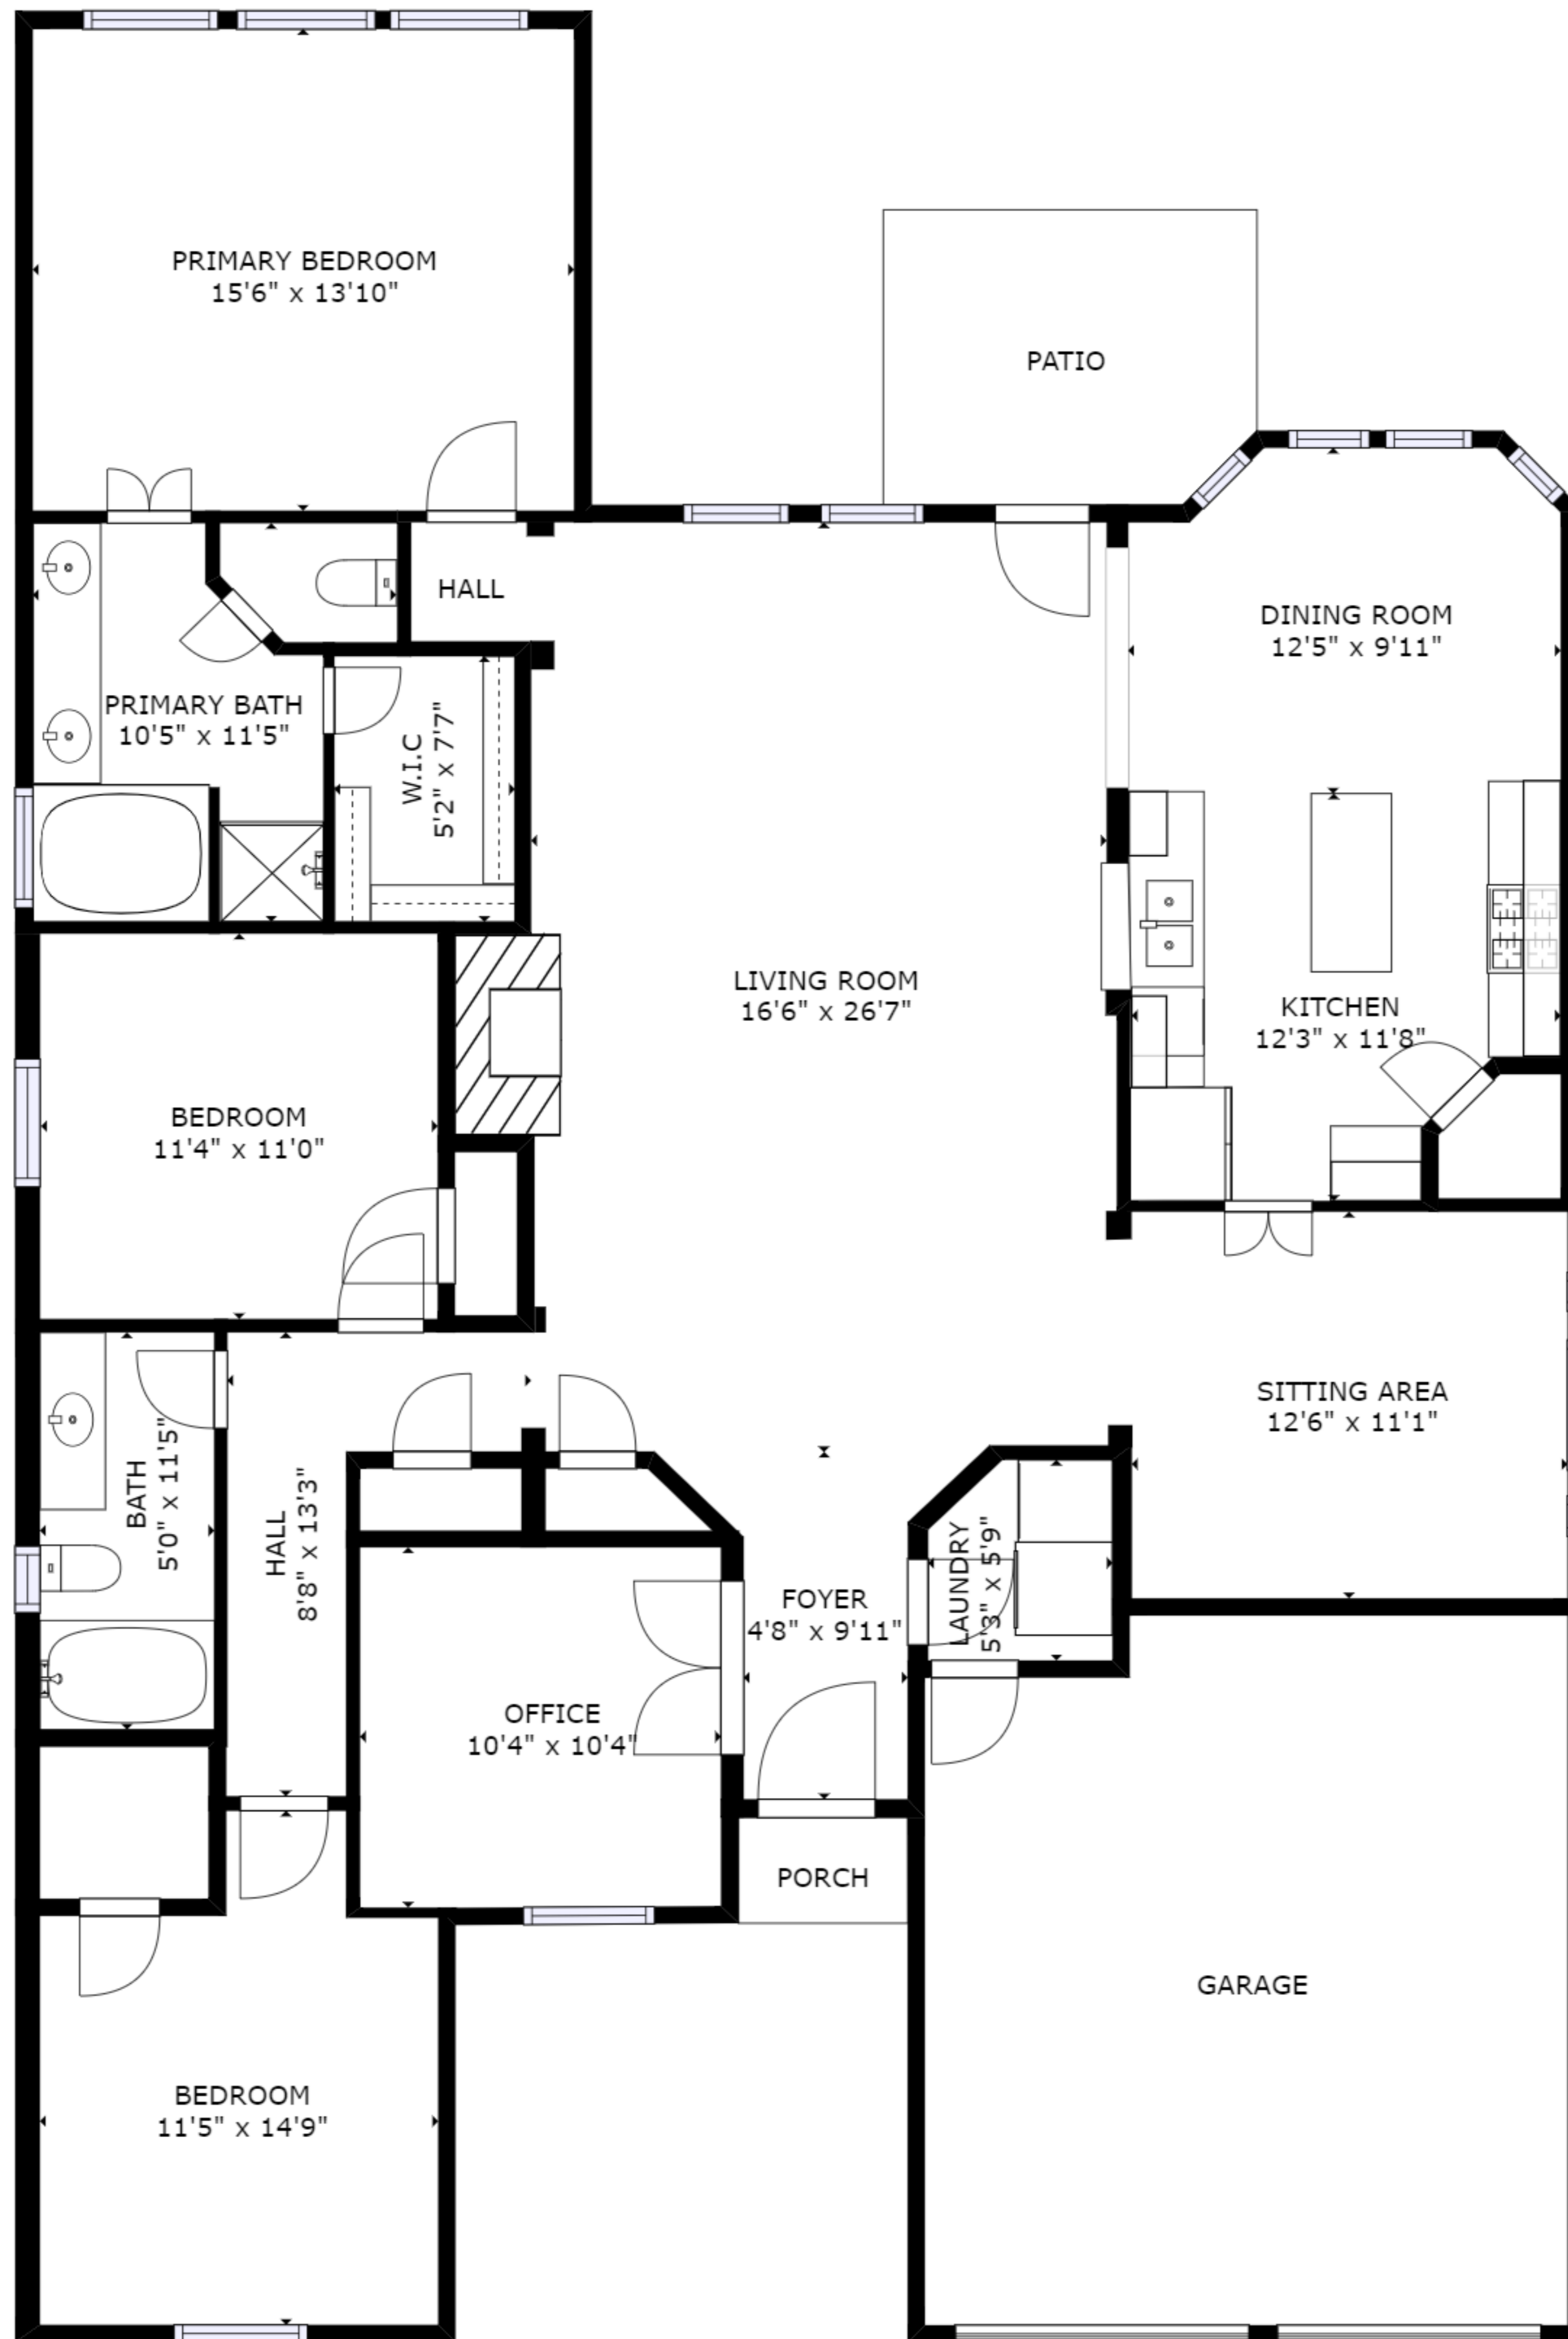 PRIMARY BEDROOM
15'6" x 13'10"
PATIO
HALL
DINING ROOM
12'5" x 9'11"
PRIMARY BATH
10'5" x 11'5"
W.I.C
5'2" x 7'7"
LIVING ROOM
16'6" x 26'7"
KITCHEN
12'3" x 11'8"
BEDROOM
11'4" x 11'0"
SITTING AREA
12'6" x 11'1"
BATH
5'0" x 11'5"
HALL
8'8" x 13'3"
FOYER
4'8" x 9'11"
LAUNDRY
5'3" x 5'9"
OFFICE
10'4" x 10'4"
PORCH
GARAGE
BEDROOM
11'5" x 14'9"